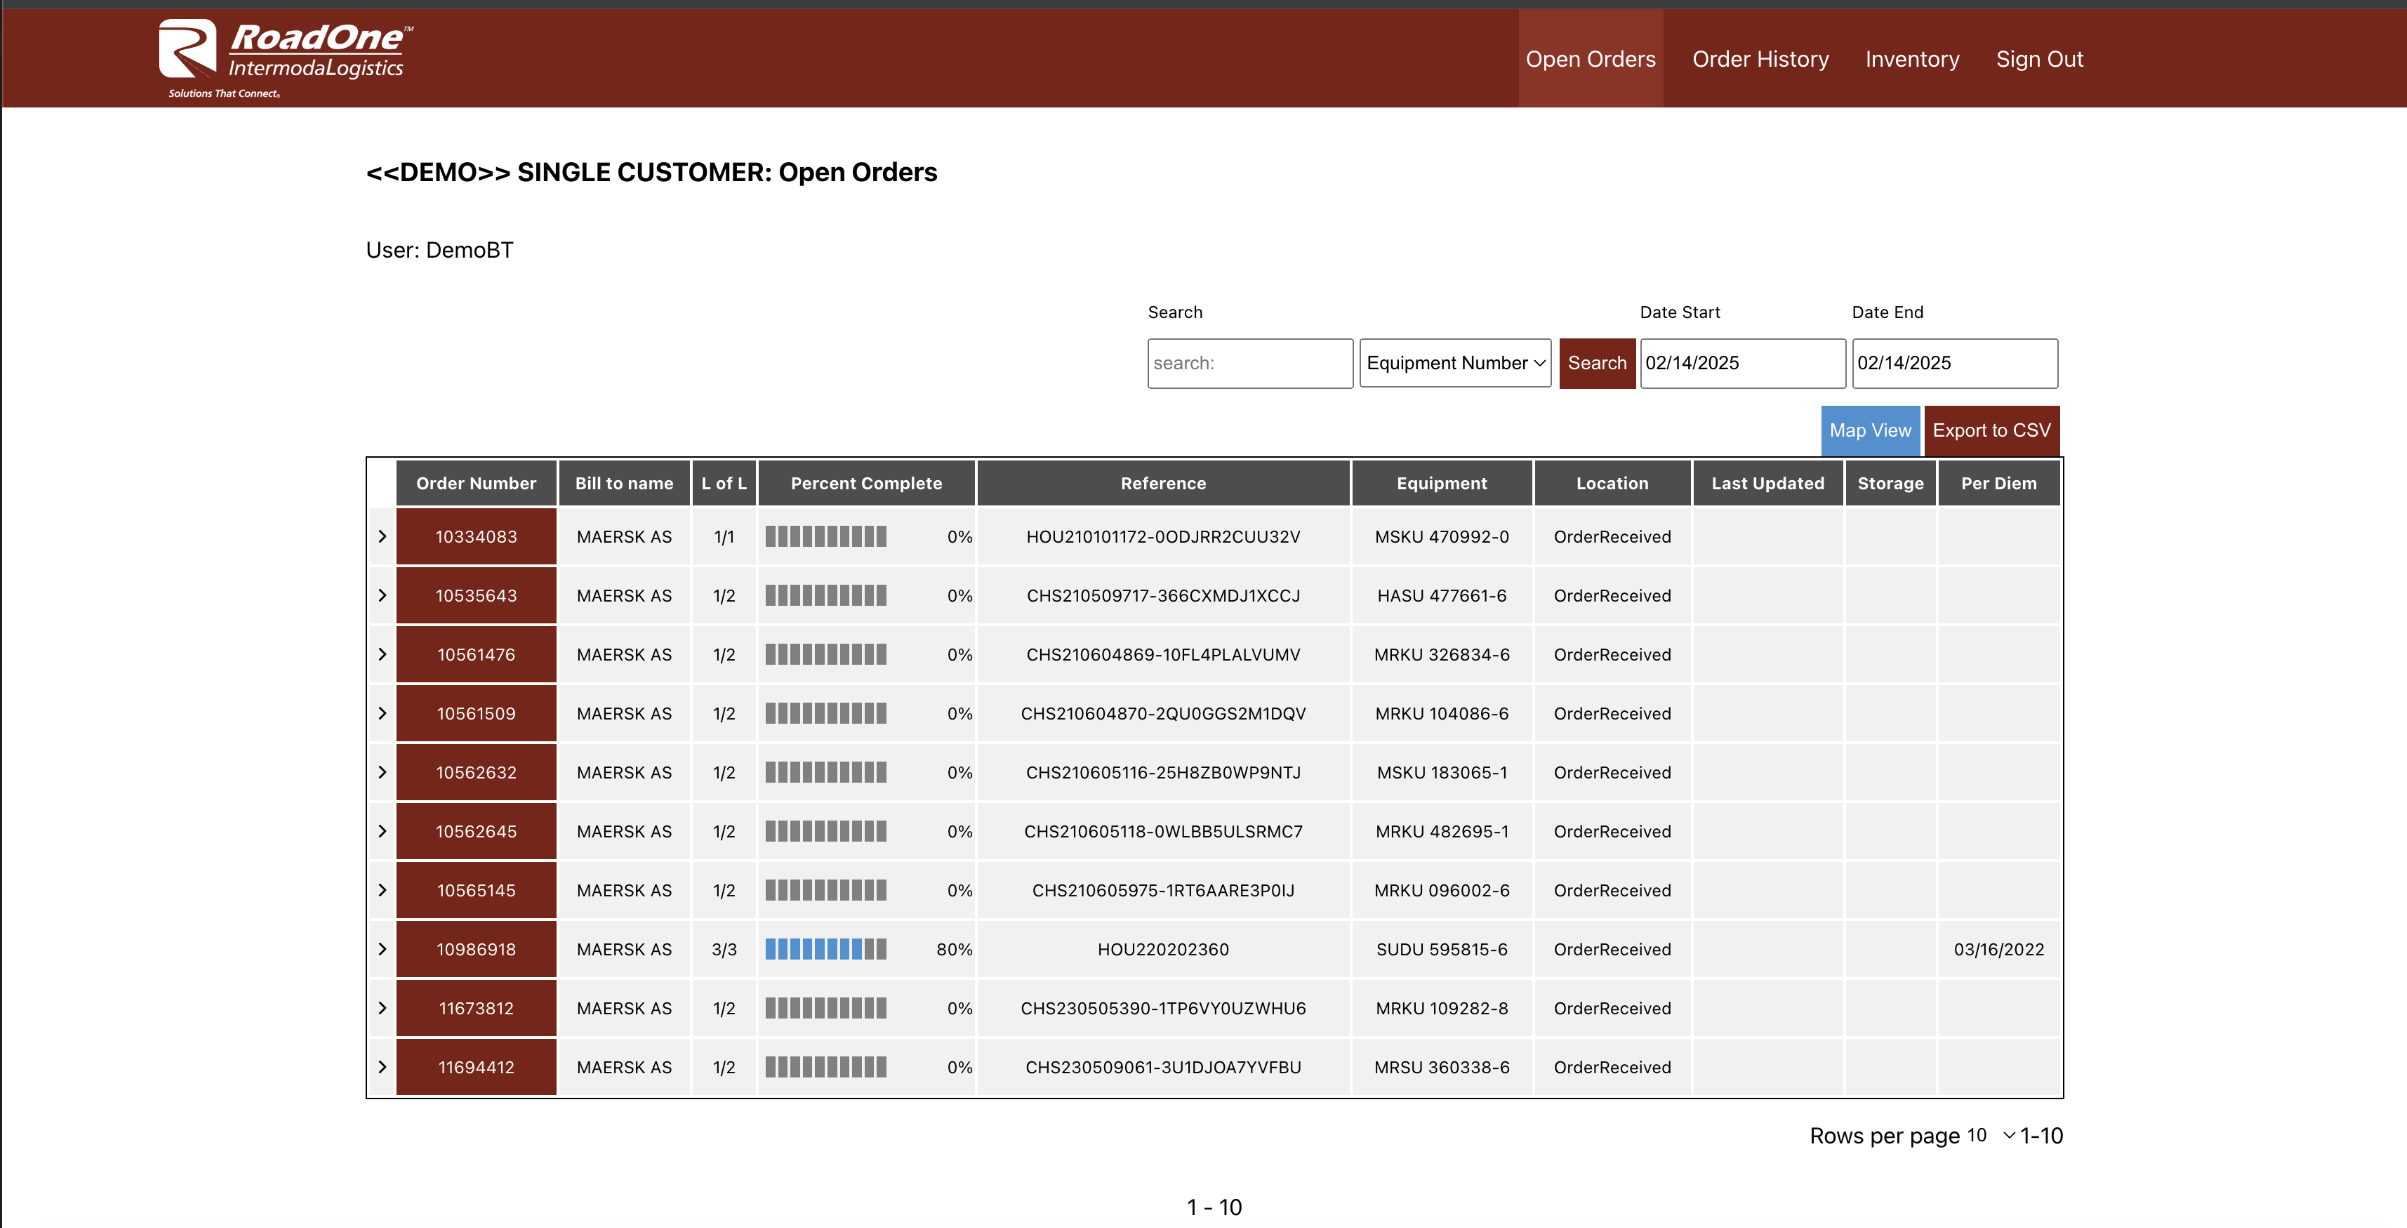 RoadOne™
IntermodaLogistics
Solutions That Connect®
Open Orders Order History Inventory Sign Out
<<DEMO>> SINGLE CUSTOMER: Open Orders
User: DemoBT
Search Date Start Date End
search: Equipment Number Search 02/14/2025 02/14/2025
Map View Export to CSV
Order Number Bill to name L of L Percent Complete Reference Equipment Location Last Updated Storage Per Diem
10334083 MAERSK AS 1/1 0% HOU210101172-0ODJRR2CUU32V MSKU 470992-0 OrderReceived
10535643 MAERSK AS 1/2 0% CHS210509717-366CXMDJ1XCCJ HASU 477661-6 OrderReceived
10561476 MAERSK AS 1/2 0% CHS210604869-10FL4PLALVUMV MRKU 326834-6 OrderReceived
10561509 MAERSK AS 1/2 0% CHS210604870-2QU0GGS2M1DQV MRKU 104086-6 OrderReceived
10562632 MAERSK AS 1/2 0% CHS210605116-25H8ZB0WP9NTJ MSKU 183065-1 OrderReceived
10562645 MAERSK AS 1/2 0% CHS210605118-0WLBB5ULSRMC7 MRKU 482695-1 OrderReceived
10565145 MAERSK AS 1/2 0% CHS210605975-1RT6AARE3P0IJ MRKU 096002-6 OrderReceived
10986918 MAERSK AS 3/3 80% HOU220202360 SUDU 595815-6 OrderReceived 03/16/2022
11673812 MAERSK AS 1/2 0% CHS230505390-1TP6VY0UZWHU6 MRKU 109282-8 OrderReceived
11694412 MAERSK AS 1/2 0% CHS230509061-3U1DJOA7YVFBU MRSU 360338-6 OrderReceived
Rows per page 10 1-10
1 - 10